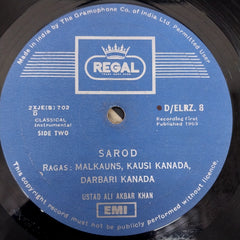 Made in India by The Gramophone Co. of India Ltd. Permitted
REGAL
2XJE(S) 702
D
CLASSICAL
Instrumental
SIDE TWO
D/ELRZ. 8
Recording first
Published 1965
SAROD
RAGAS: MALKAUNS, KAUSI KANADA,
DARBARI KANADA
USTAD ALI AKBAR KHAN
EMI
This copyright record must not be publicly performed without licence.